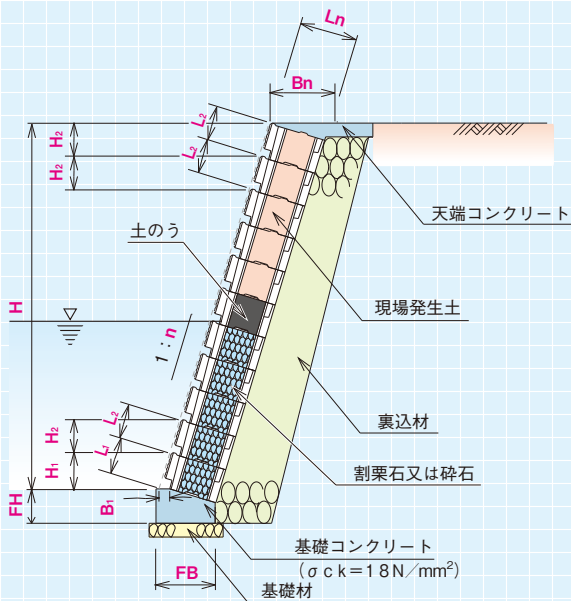 Ln
Bn
L₂
H₂
L₂
H₂
天端コンクリート
土のう
現場発生土
H
1：n
裏込材
L₂
H₂
L₁
H₁
割栗石又は砕石
B₁
FH
基礎コンクリート
（σｃｋ＝18N／mm²）
FB
基礎材